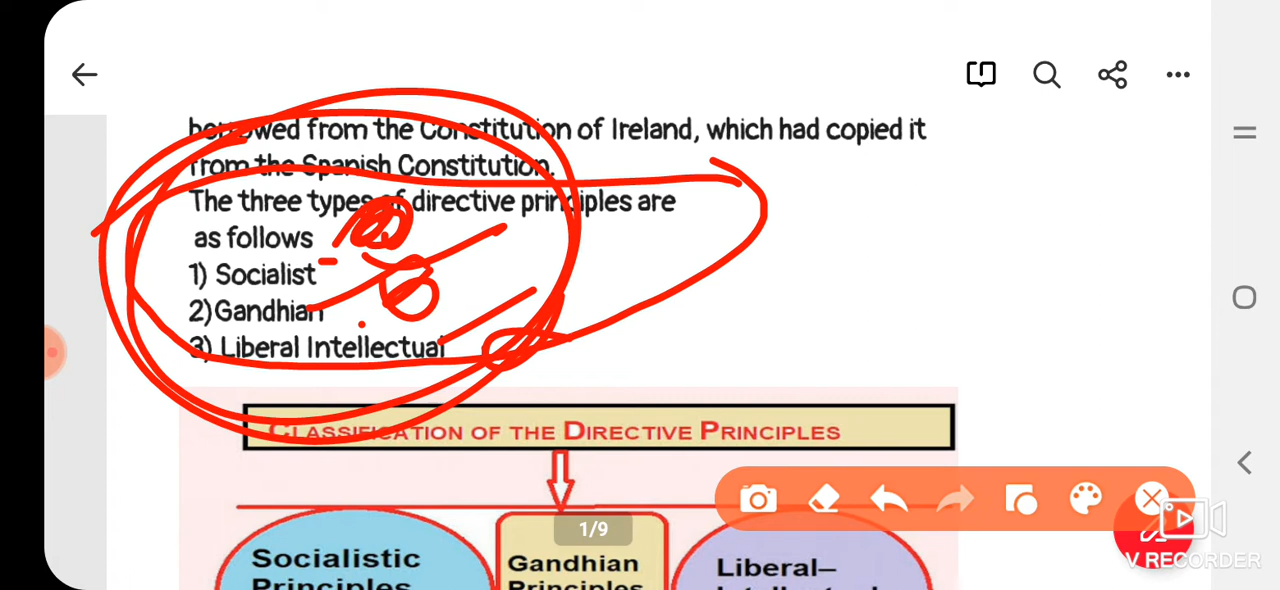 borrowed from the Constitution of Ireland, which had copied it
from the Spanish Constitution.
The three types of directive principles are
as follows
1) Socialist
2)Gandhian
3) Liberal Intellectual
CLASSIFICATION OF THE DIRECTIVE PRINCIPLES
1/9
Socialistic
Principles
Gandhian
Principles
Liberal–
V RECORDER